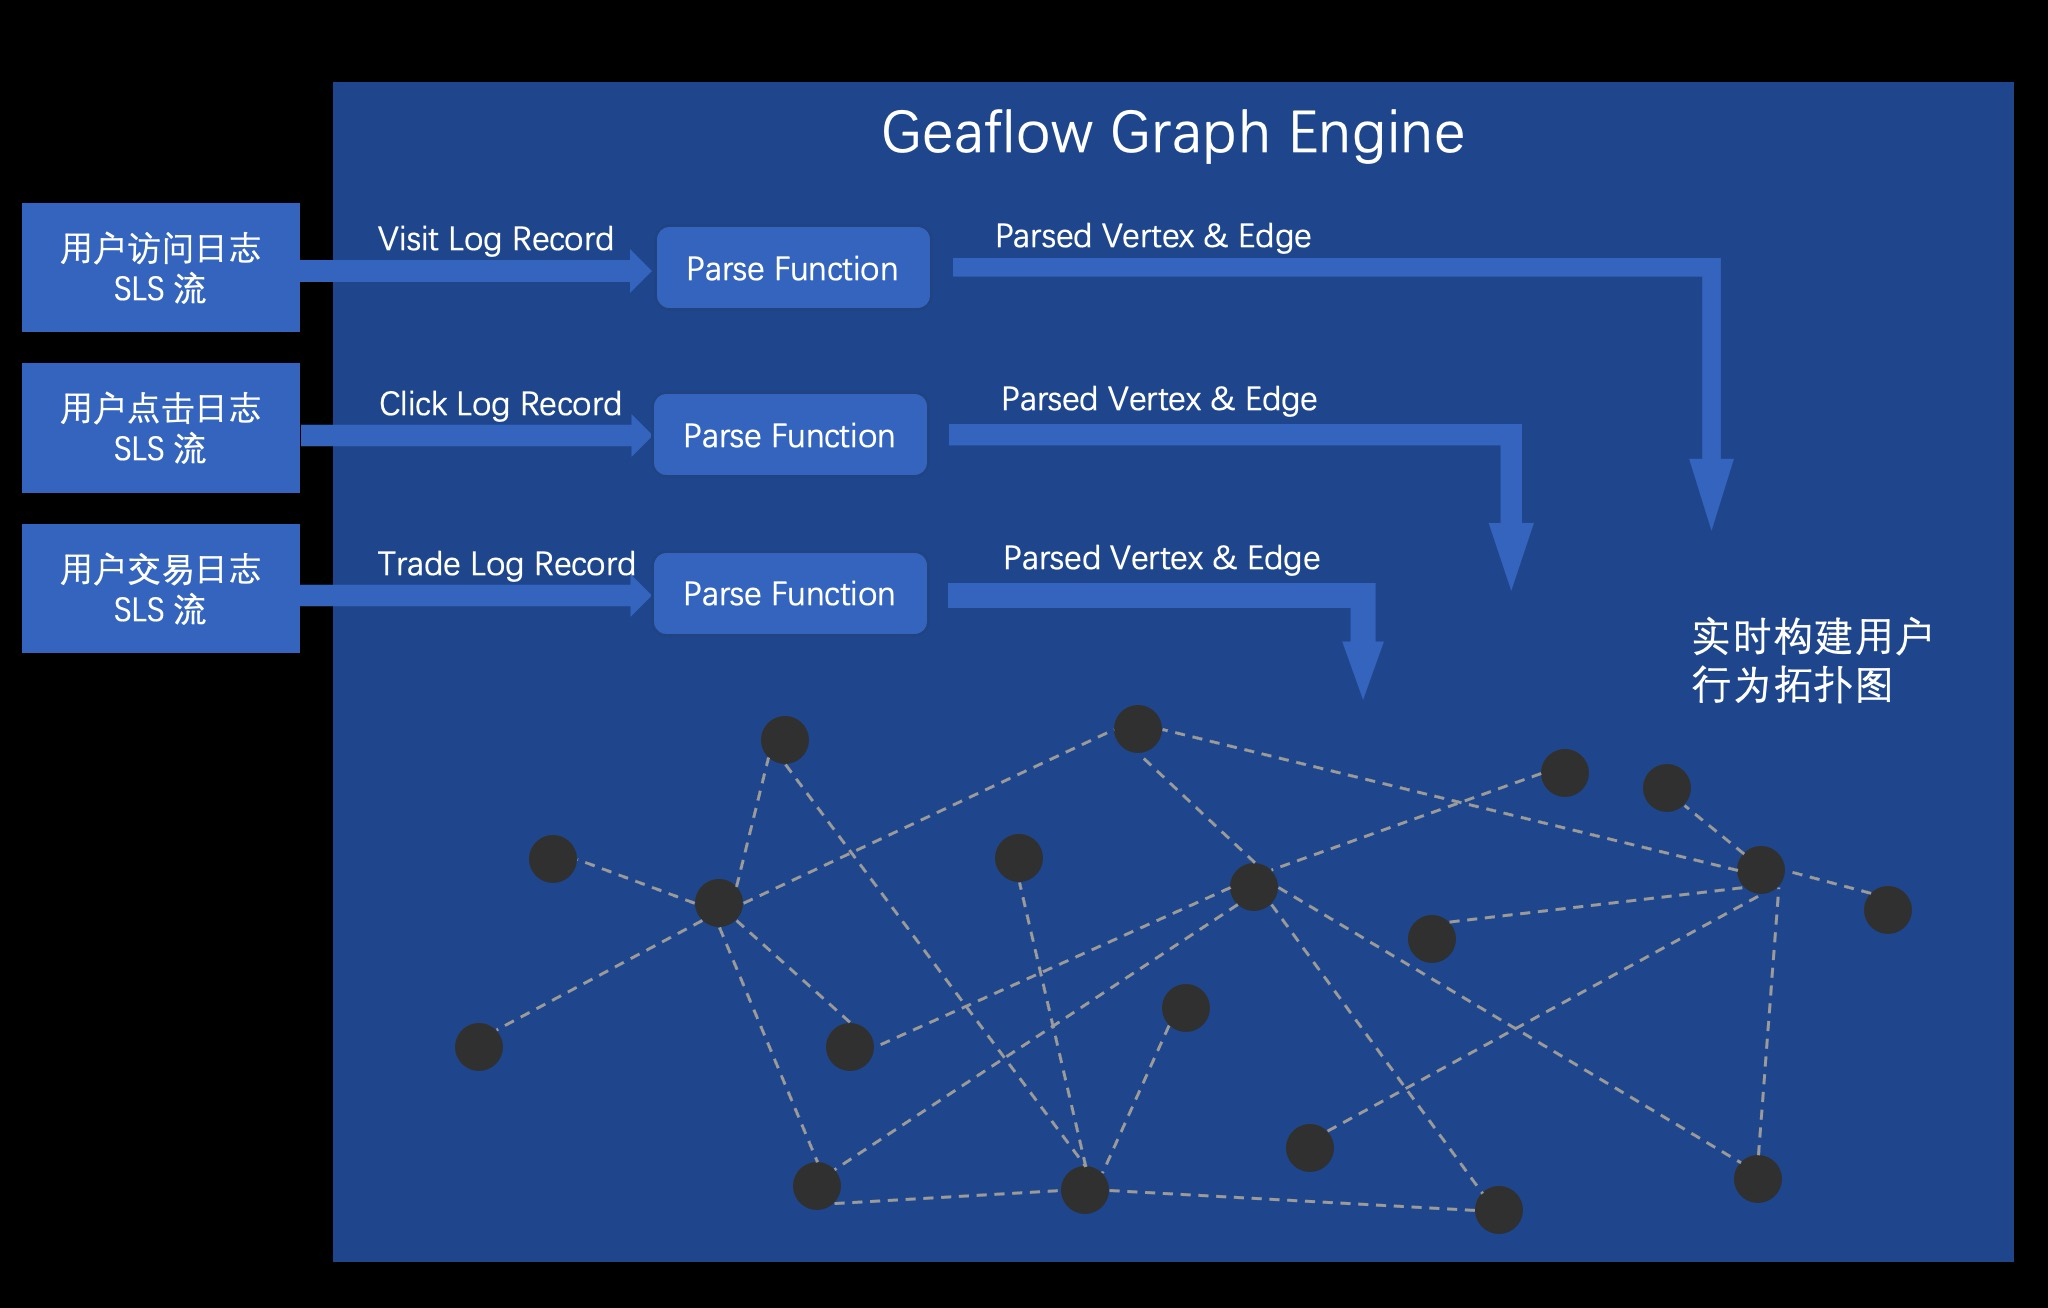 Geaflow Graph Engine
用户访问日志
SLS 流
Visit Log Record
Parse Function
Parsed Vertex & Edge
用户点击日志
SLS 流
Click Log Record
Parse Function
Parsed Vertex & Edge
用户交易日志
SLS 流
Trade Log Record
Parse Function
Parsed Vertex & Edge
实时构建用户
行为拓扑图